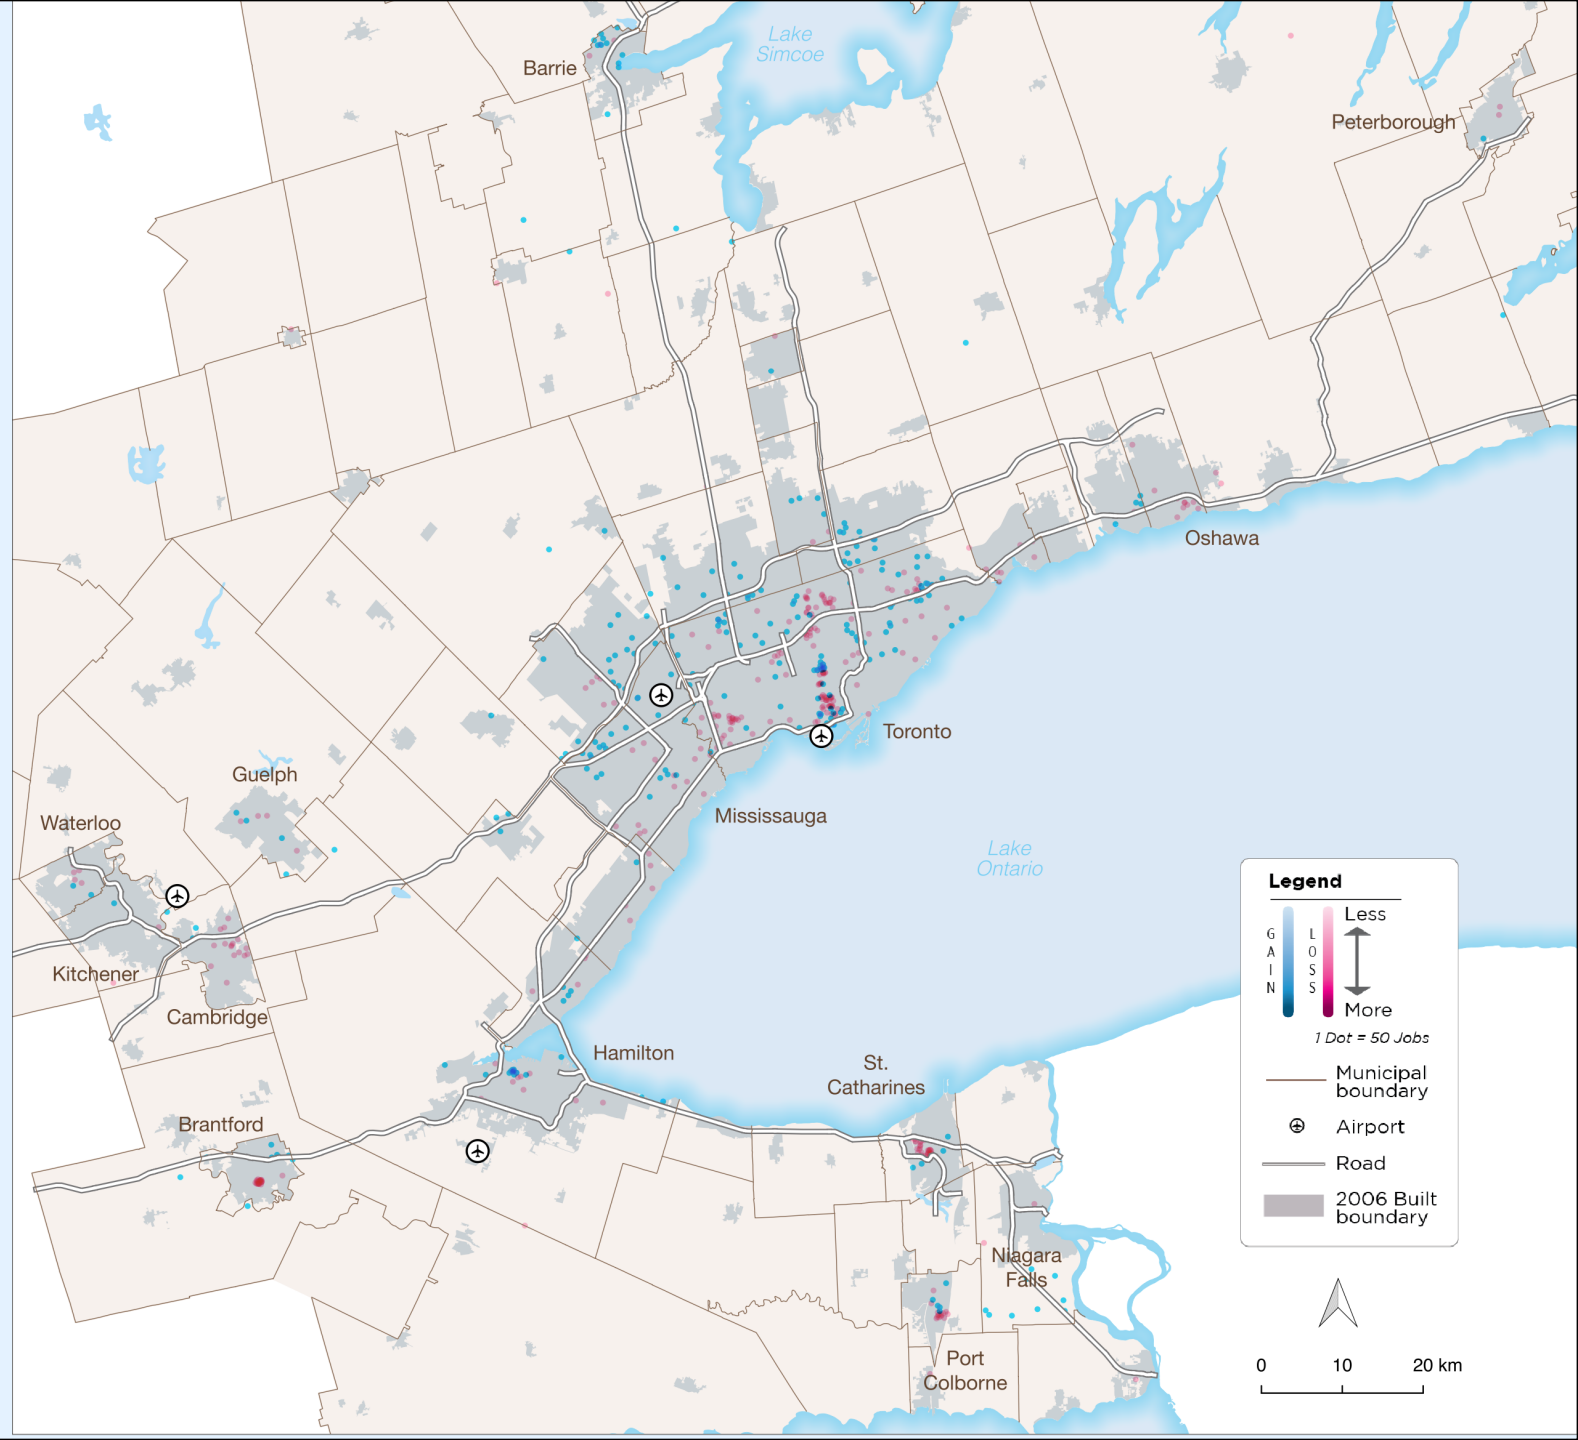 Lake
Simcoe
Barrie
Peterborough
Oshawa
Toronto
Guelph
Waterloo
Mississauga
Lake
Ontario
Kitchener
Cambridge
Hamilton
St.
Catharines
Brantford
Niagara
Falls
Port
Colborne
Legend
GAIN
LOSS
Less
More
1 Dot = 50 Jobs
Municipal
boundary
Airport
Road
2006 Built
boundary
0 10 20 km